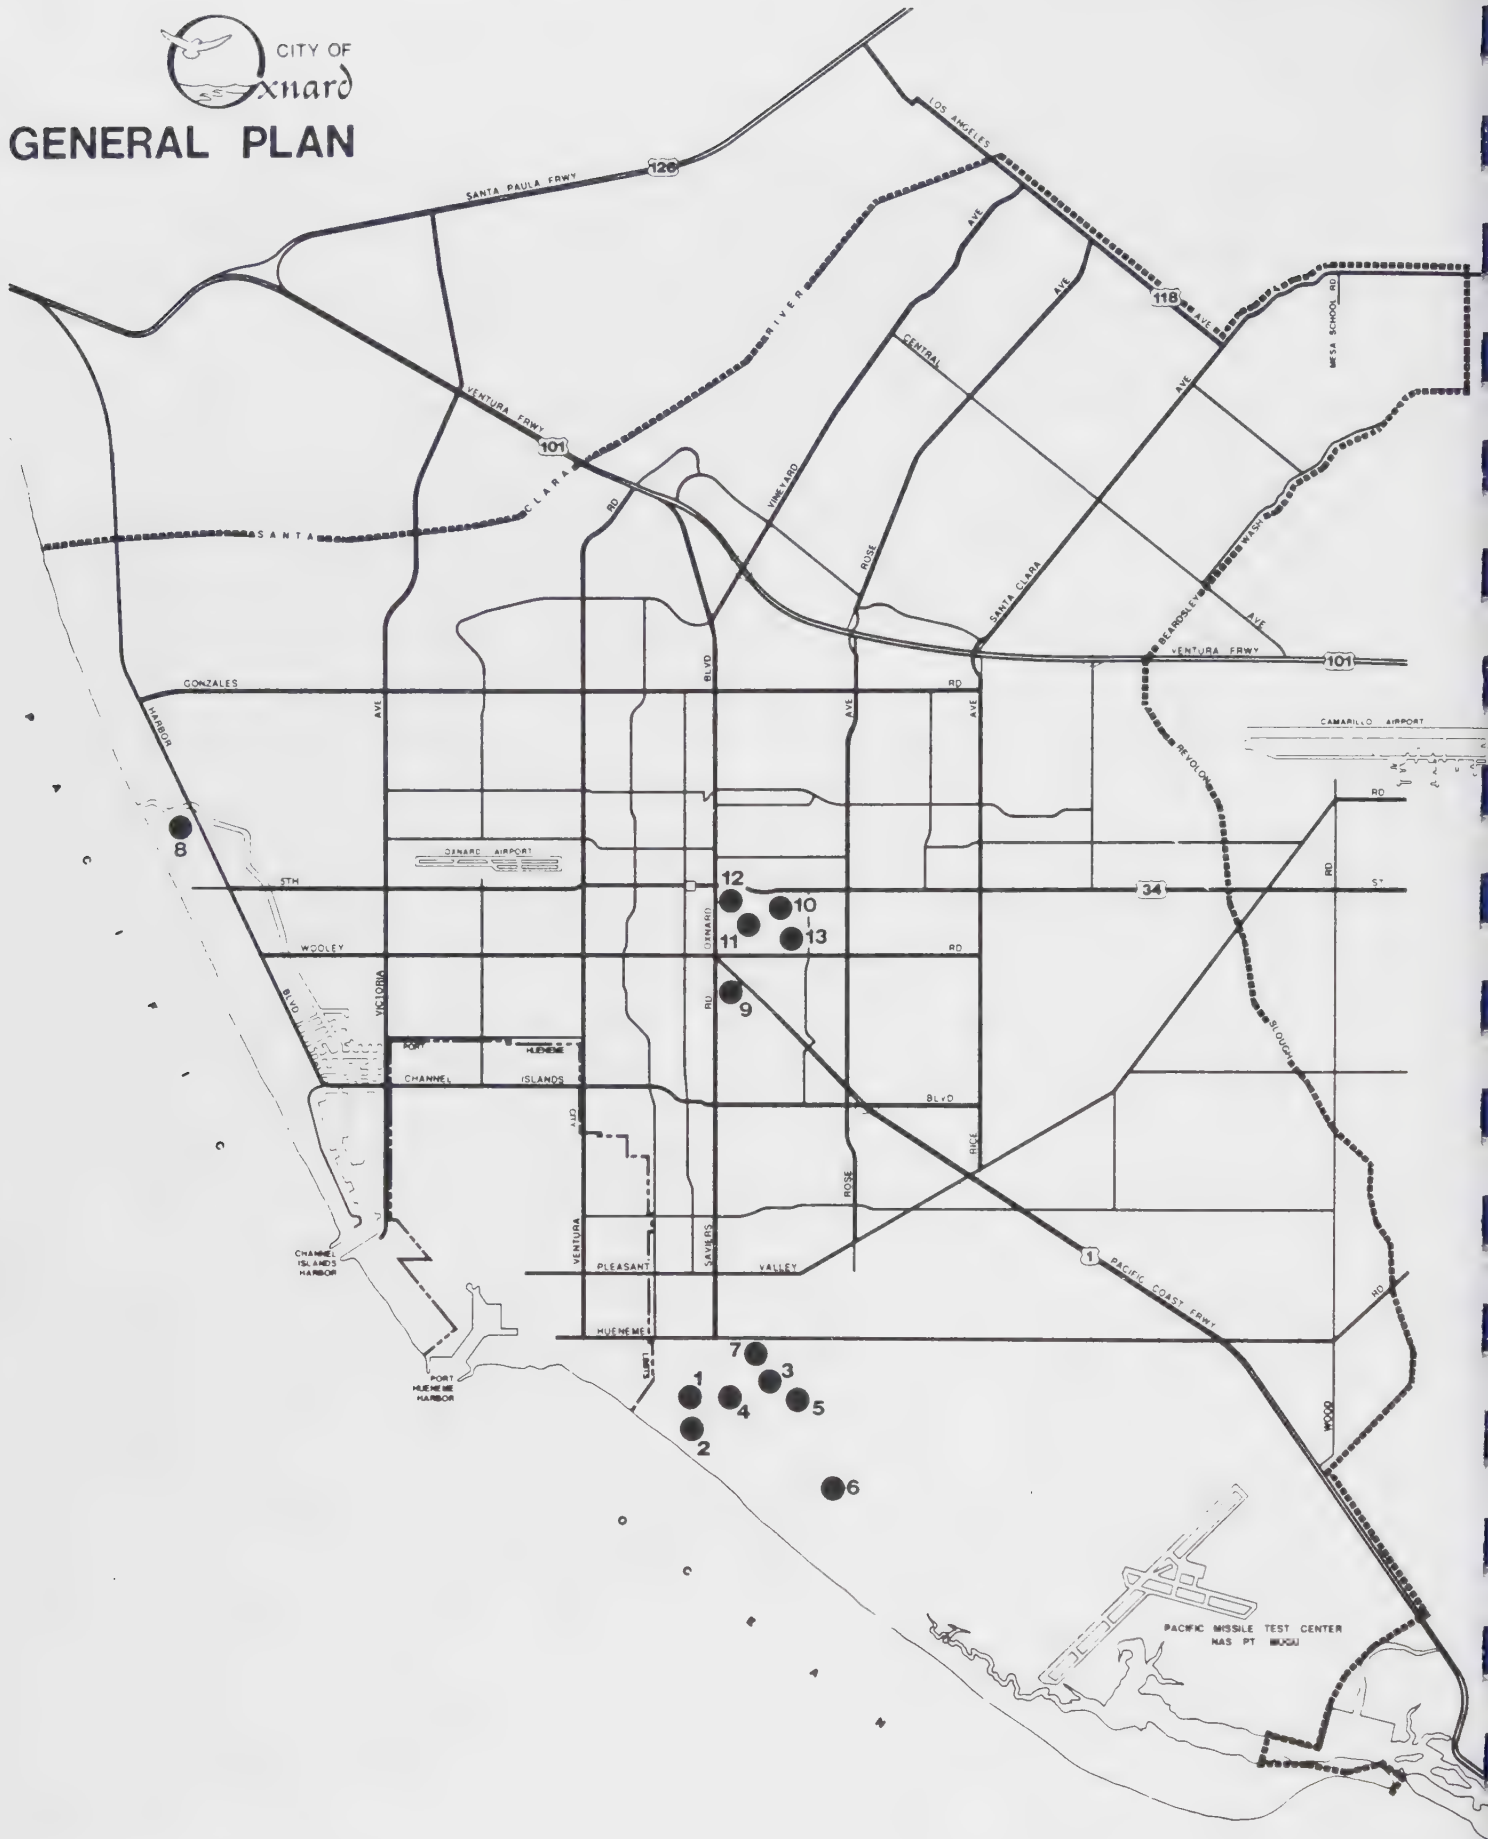 CITY OF
Oxnard
GENERAL PLAN
LOS ANGELES
126
SANTA PAULA FRWY
AVE
AVE
118
AVE
MESA SCHOOL RD
CENTRAL
AVE
VENTURA FRWY
101
RIVER
CLARA
SANTA
RD
VINEYARD
ROSE
SANTA CLARA
BEARDSLEY WASH
AVE
VENTURA FRWY
101
BLVD
GONZALES
RD
AVE
AVE
AVE
HARBOR
CAMARILLO AIRPORT
REVOLON
RD
8
OXNARD AIRPORT
RD
5TH
12
10
34
ST
OXNARD
11
13
WOOLEY
RD
BLVD
VICTORIA
RD
9
SLOUGH
PORT HUENEME
CHANNEL ISLANDS
BLVD
CITY
RICE
ROSE
CHANNEL
ISLANDS
HARBOR
VENTURA
SAVIERS
PLEASANT VALLEY
1
PACIFIC COAST FRWY
RD
HUENEME
LIMITS
7
3
1
4
5
2
PORT
HUENEME
HARBOR
WOOD
6
PACIFIC OCEAN
PACIFIC MISSILE TEST CENTER
NAS PT MUGU